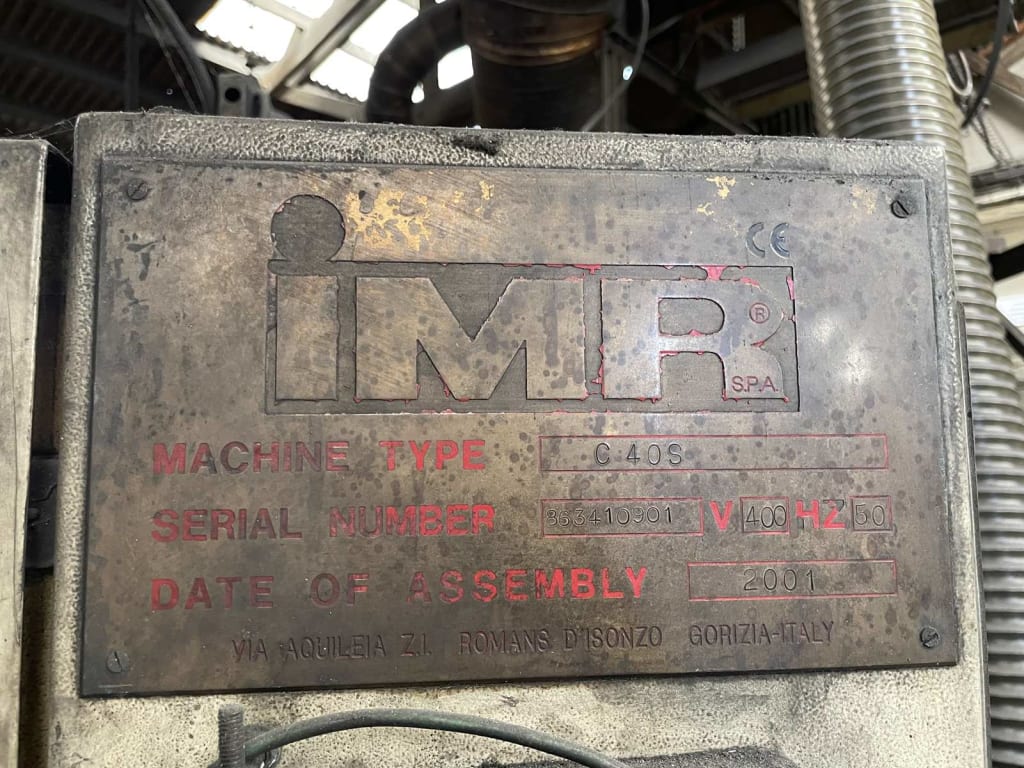 CE
iMR®
S.P.A.
MACHINE TYPE C 40S
SERIAL NUMBER 863410901 V 400 HZ 50
DATE OF ASSEMBLY 2001
VIA AQUILEIA Z.I. ROMANS D'ISONZO GORIZIA-ITALY